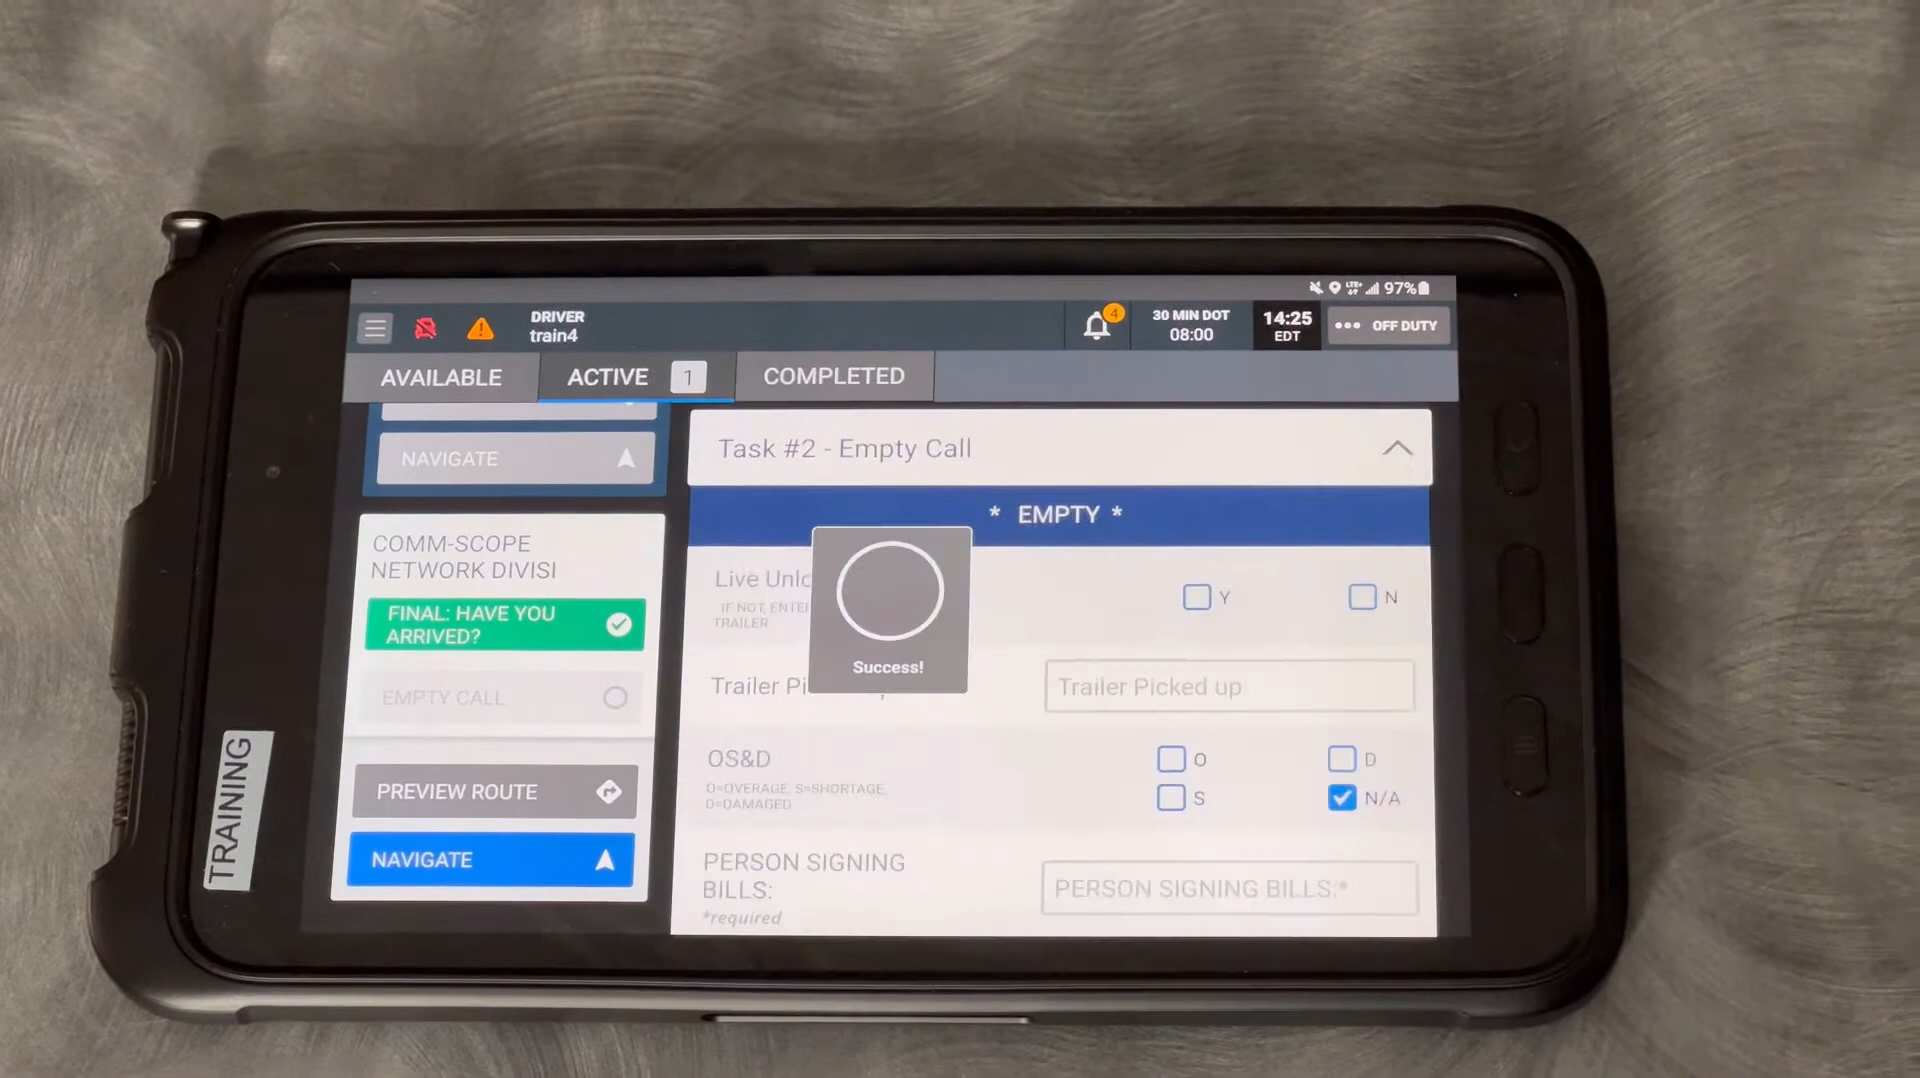 LTE+ 97%
DRIVER
train4
4
30 MIN DOT
08:00
14:25
EDT
OFF DUTY
AVAILABLE
ACTIVE 1
COMPLETED
NAVIGATE
COMM-SCOPE
NETWORK DIVISI
FINAL: HAVE YOU
ARRIVED?
EMPTY CALL
PREVIEW ROUTE
NAVIGATE
Task #2 - Empty Call
* EMPTY *
Live Unlo
Y
N
IF NOT, ENTE
TRAILER
Success!
Trailer Pi
Trailer Picked up
OS&D
O=OVERAGE, S=SHORTAGE,
D=DAMAGED
O
D
S
N/A
PERSON SIGNING
BILLS:
*required
PERSON SIGNING BILLS:*
TRAINING